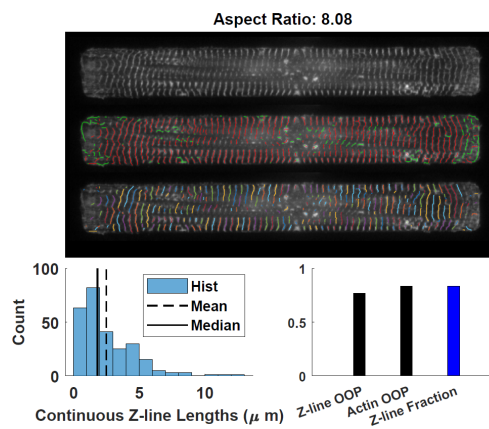 Aspect Ratio: 8.08
100
50
0
Count
Hist
Mean
Median
0 5 10
Continuous Z-line Lengths (μ m)
1
0.5
0
Z-line OOP
Actin OOP
Z-line Fraction